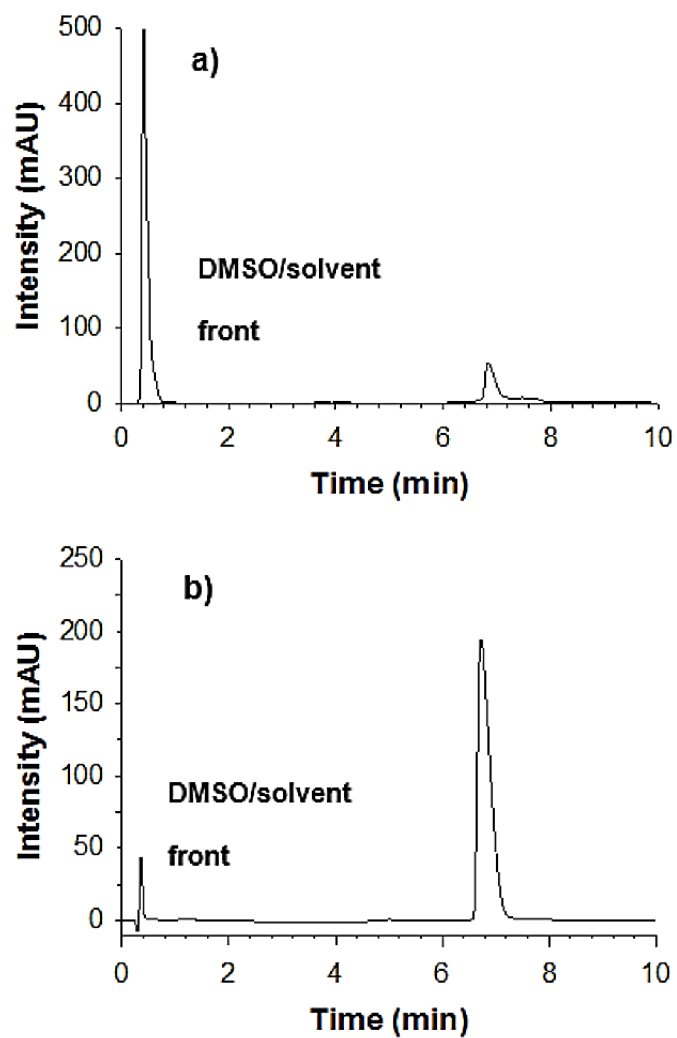 a)
Intensity (mAU)
500
400
300
200
100
0
DMSO/solvent
front
0 2 4 6 8 10
Time (min)
b)
Intensity (mAU)
250
200
150
100
50
0
DMSO/solvent
front
0 2 4 6 8 10
Time (min)